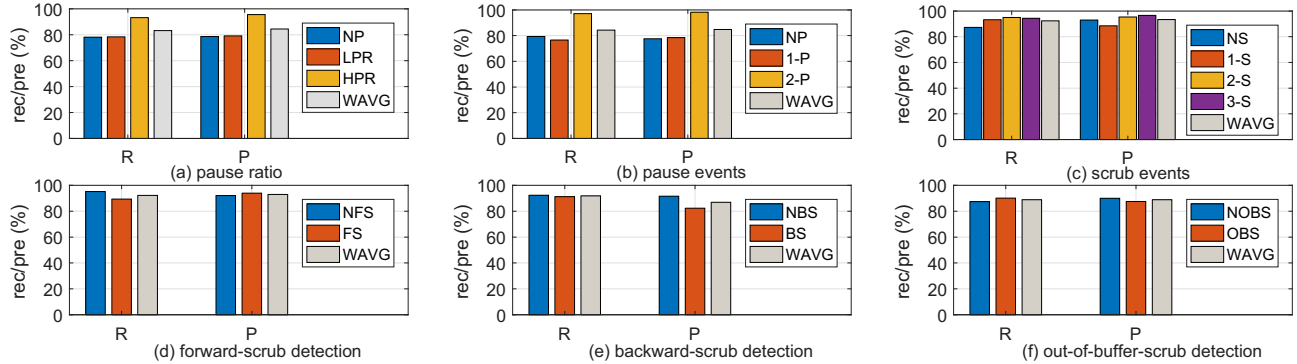 rec/pre (%)
100
80
60
40
20
0
R
P
NP
LPR
HPR
WAVG
(a) pause ratio
rec/pre (%)
100
80
60
40
20
0
R
P
NP
1-P
2-P
WAVG
(b) pause events
rec/pre (%)
100
80
60
40
20
0
R
P
NS
1-S
2-S
3-S
WAVG
(c) scrub events
rec/pre (%)
100
80
60
40
20
0
R
P
NFS
FS
WAVG
(d) forward-scrub detection
rec/pre (%)
100
80
60
40
20
0
R
P
NBS
BS
WAVG
(e) backward-scrub detection
rec/pre (%)
100
80
60
40
20
0
R
P
NOBS
OBS
WAVG
(f) out-of-buffer-scrub-detection